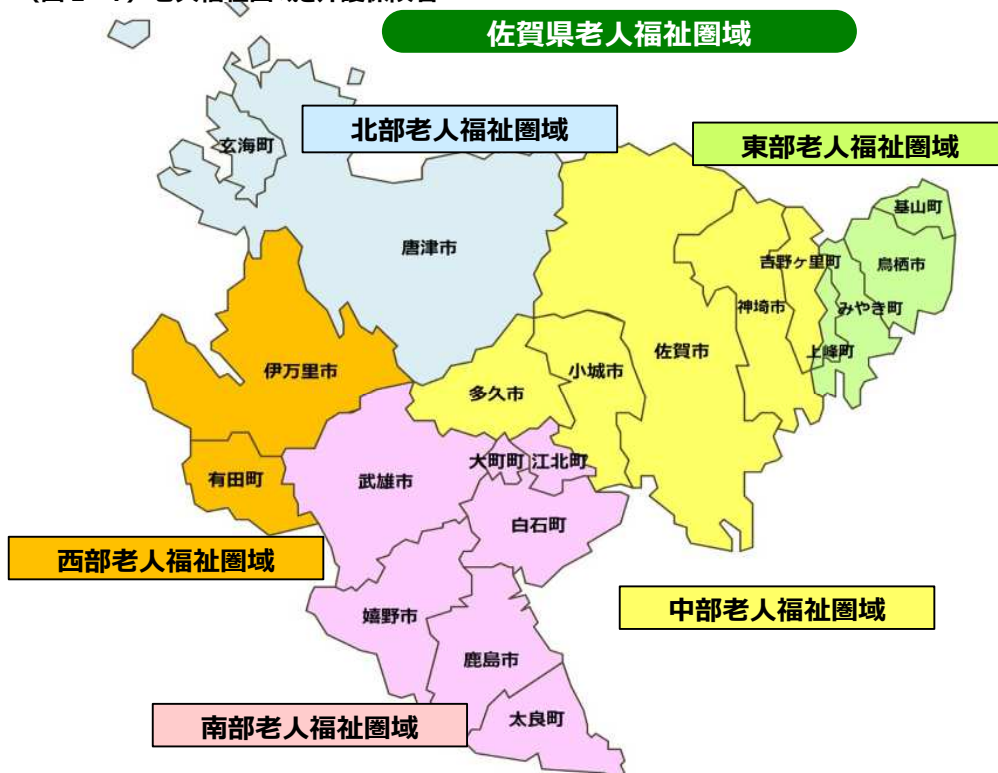 佐賀県老人福祉圏域
北部老人福祉圏域
東部老人福祉圏域
玄海町
基山町
唐津市
吉野ヶ里町
鳥栖市
神埼市
みやき町
伊万里市
佐賀市
小城市
上峰町
多久市
有田町
武雄市
大町町
江北町
白石町
西部老人福祉圏域
中部老人福祉圏域
嬉野市
鹿島市
南部老人福祉圏域
太良町